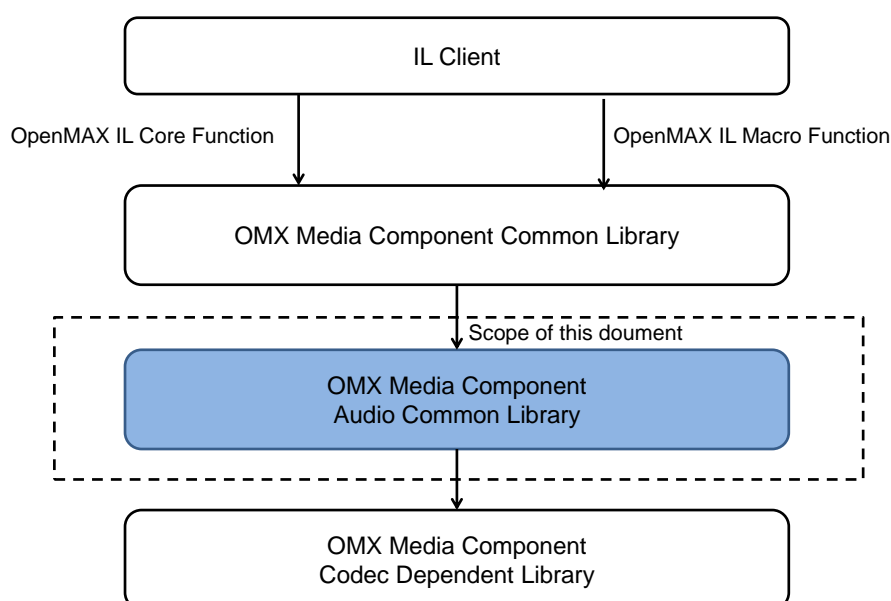 IL Client
OpenMAX IL Core Function
OpenMAX IL Macro Function
OMX Media Component Common Library
Scope of this doument
OMX Media Component
Audio Common Library
OMX Media Component
Codec Dependent Library